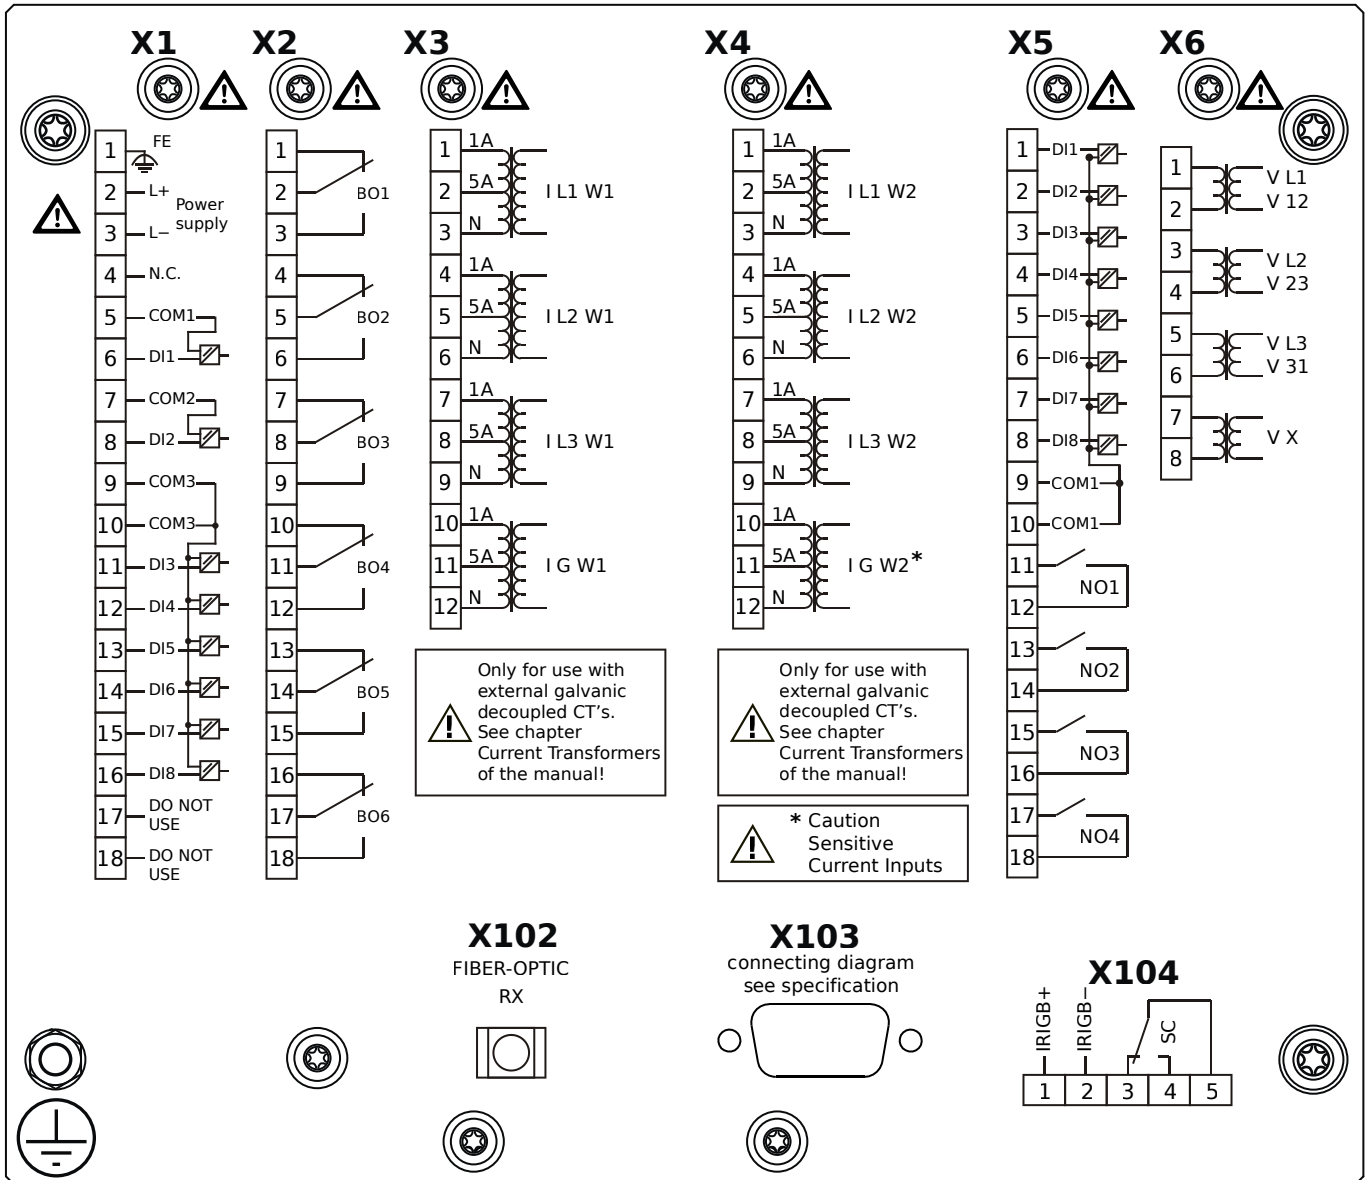 X1
X2
X3
X4
X5
X6
1
FE
2
L+
Power
supply
3
L−
4
N.C.
5
COM1
6
DI1
7
COM2
8
DI2
9
COM3
10
COM3
11
DI3
12
DI4
13
DI5
14
DI6
15
DI7
16
DI8
17
DO NOT
USE
18
DO NOT
USE
1
2
BO1
3
4
5
BO2
6
7
8
BO3
9
10
11
BO4
12
13
14
BO5
15
16
17
BO6
18
1
1A
2
5A
I L1 W1
3
N
4
1A
5
5A
I L2 W1
6
N
7
1A
8
5A
I L3 W1
9
N
10
1A
11
5A
I G W1
12
N
Only for use with
external galvanic
decoupled CT's.
See chapter
Current Transformers
of the manual!
1
1A
2
5A
I L1 W2
3
N
4
1A
5
5A
I L2 W2
6
N
7
1A
8
5A
I L3 W2
9
N
10
1A
11
5A
I G W2*
12
N
Only for use with
external galvanic
decoupled CT's.
See chapter
Current Transformers
of the manual!
* Caution
Sensitive
Current Inputs
1
DI1
2
DI2
3
DI3
4
DI4
5
DI5
6
DI6
7
DI7
8
DI8
9
COM1
10
COM1
11
NO1
12
13
NO2
14
15
NO3
16
17
NO4
18
1
V L1
2
V 12
3
V L2
4
V 23
5
V L3
6
V 31
7
V X
8
X102
FIBER-OPTIC
RX
X103
connecting diagram
see specification
X104
IRIGB+
IRIGB−
SC
1
2
3
4
5